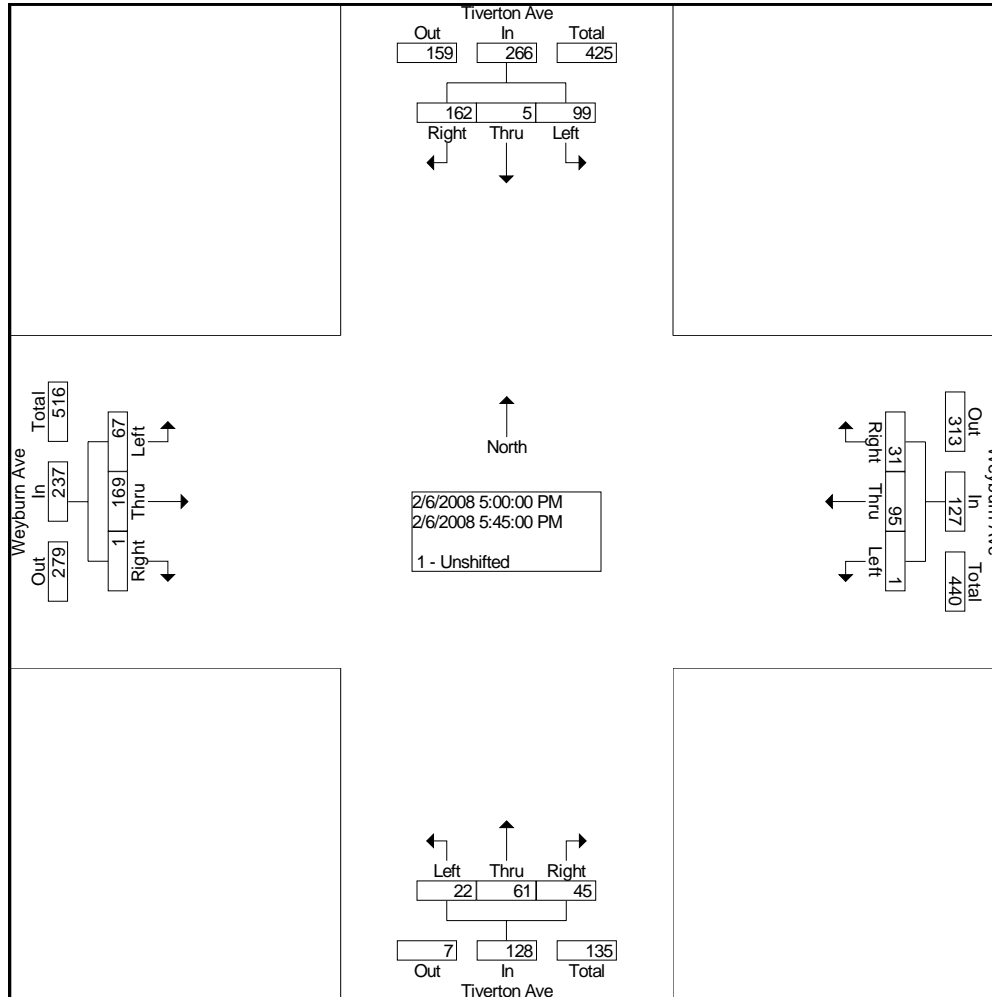 Tiverton Ave
Out In Total
159 266 425
162 5 99
Right Thru Left
Weyburn Ave
Total In Out
516 237 279
67 169 1
Left Thru Right
North
2/6/2008 5:00:00 PM
2/6/2008 5:45:00 PM
1 - Unshifted
Right Thru Left
31 95 1
Out In Total
313 127 440
Weyburn Ave
Left Thru Right
22 61 45
7 128 135
Out In Total
Tiverton Ave